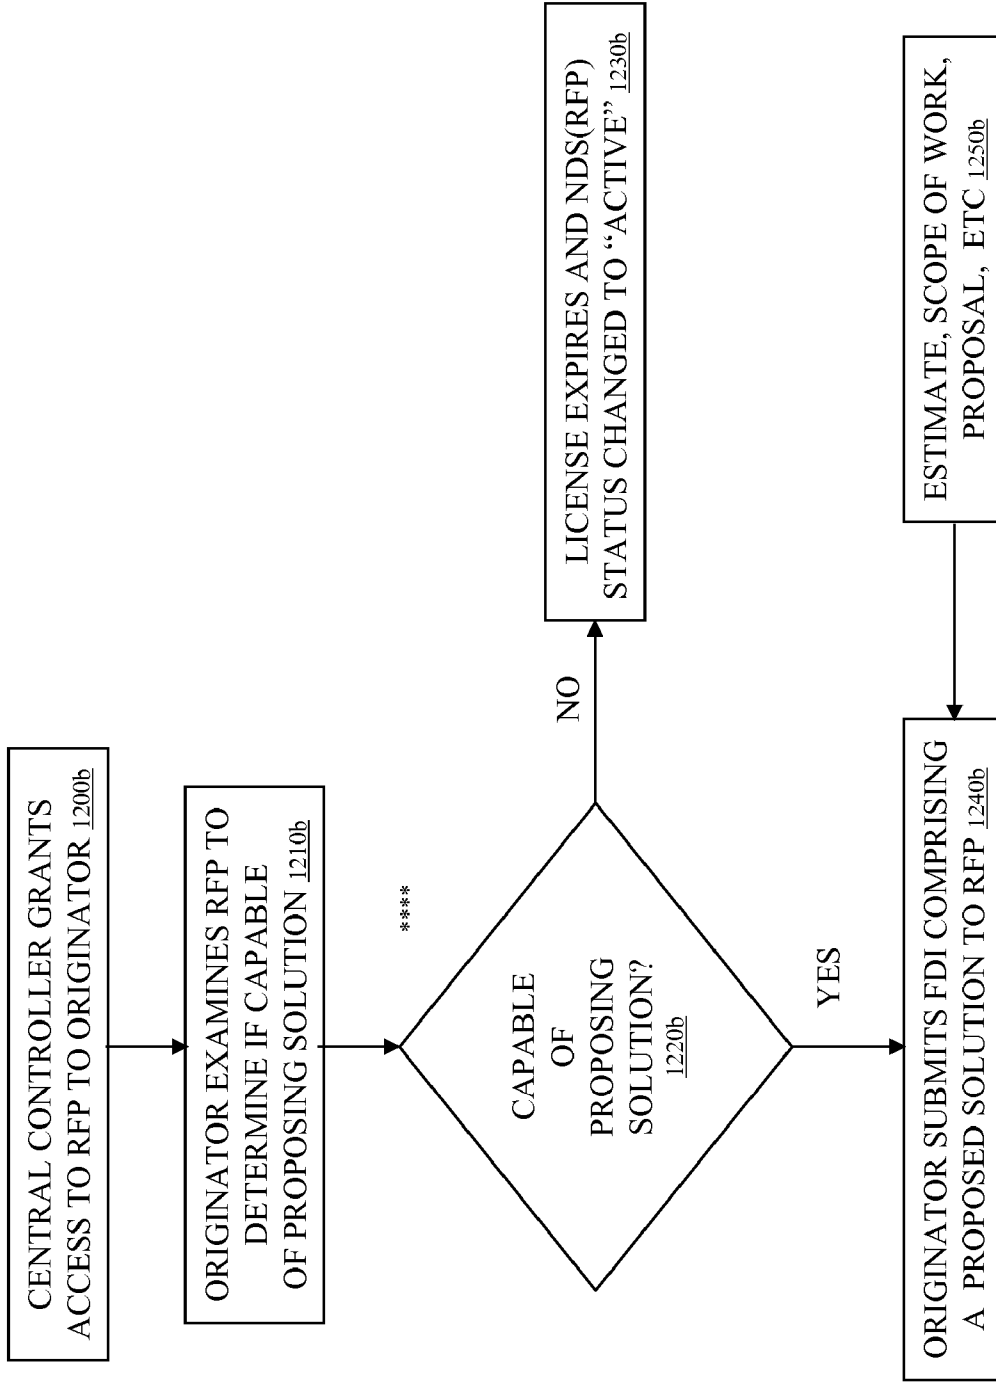 CENTRAL CONTROLLER GRANTS
ACCESS TO RFP TO ORIGINATOR 1200b
ORIGINATOR EXAMINES RFP TO
DETERMINE IF CAPABLE
OF PROPOSING SOLUTION 1210b
****
CAPABLE
OF
PROPOSING
SOLUTION?
1220b
NO
LICENSE EXPIRES AND NDS(RFP)
STATUS CHANGED TO “ACTIVE” 1230b
YES
ORIGINATOR SUBMITS FDI COMPRISING
A PROPOSED SOLUTION TO RFP 1240b
ESTIMATE, SCOPE OF WORK,
PROPOSAL, ETC 1250b